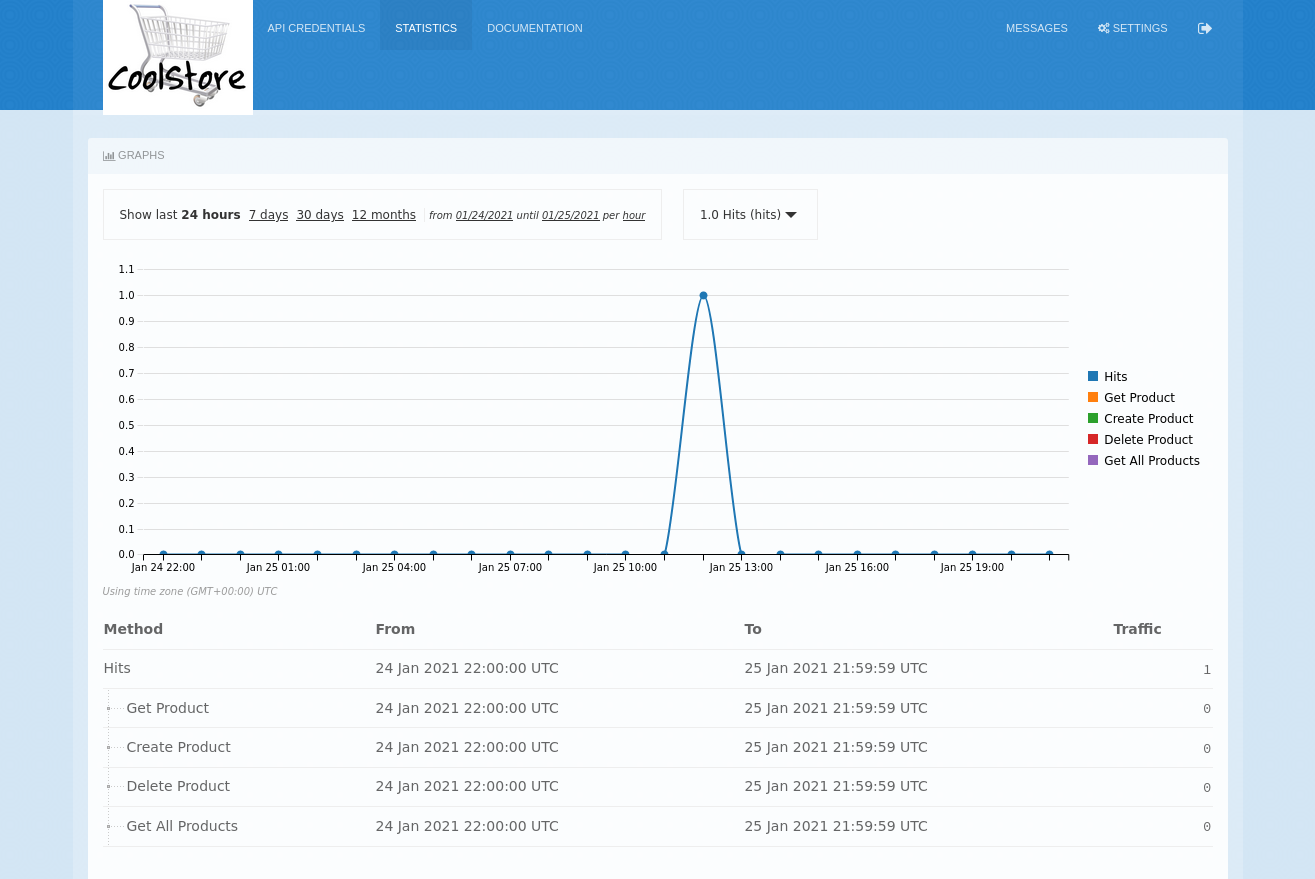 API CREDENTIALS STATISTICS DOCUMENTATION MESSAGES SETTINGS
CoolStore
GRAPHS
Show last 24 hours 7 days 30 days 12 months from 01/24/2021 until 01/25/2021 per hour
1.0 Hits (hits)
1.1
1.0
0.9
0.8
0.7
0.6
0.5
0.4
0.3
0.2
0.1
0.0
Jan 24 22:00 Jan 25 01:00 Jan 25 04:00 Jan 25 07:00 Jan 25 10:00 Jan 25 13:00 Jan 25 16:00 Jan 25 19:00
Hits
Get Product
Create Product
Delete Product
Get All Products
Using time zone (GMT+00:00) UTC
Method From To Traffic
Hits 24 Jan 2021 22:00:00 UTC 25 Jan 2021 21:59:59 UTC 1
Get Product 24 Jan 2021 22:00:00 UTC 25 Jan 2021 21:59:59 UTC 0
Create Product 24 Jan 2021 22:00:00 UTC 25 Jan 2021 21:59:59 UTC 0
Delete Product 24 Jan 2021 22:00:00 UTC 25 Jan 2021 21:59:59 UTC 0
Get All Products 24 Jan 2021 22:00:00 UTC 25 Jan 2021 21:59:59 UTC 0